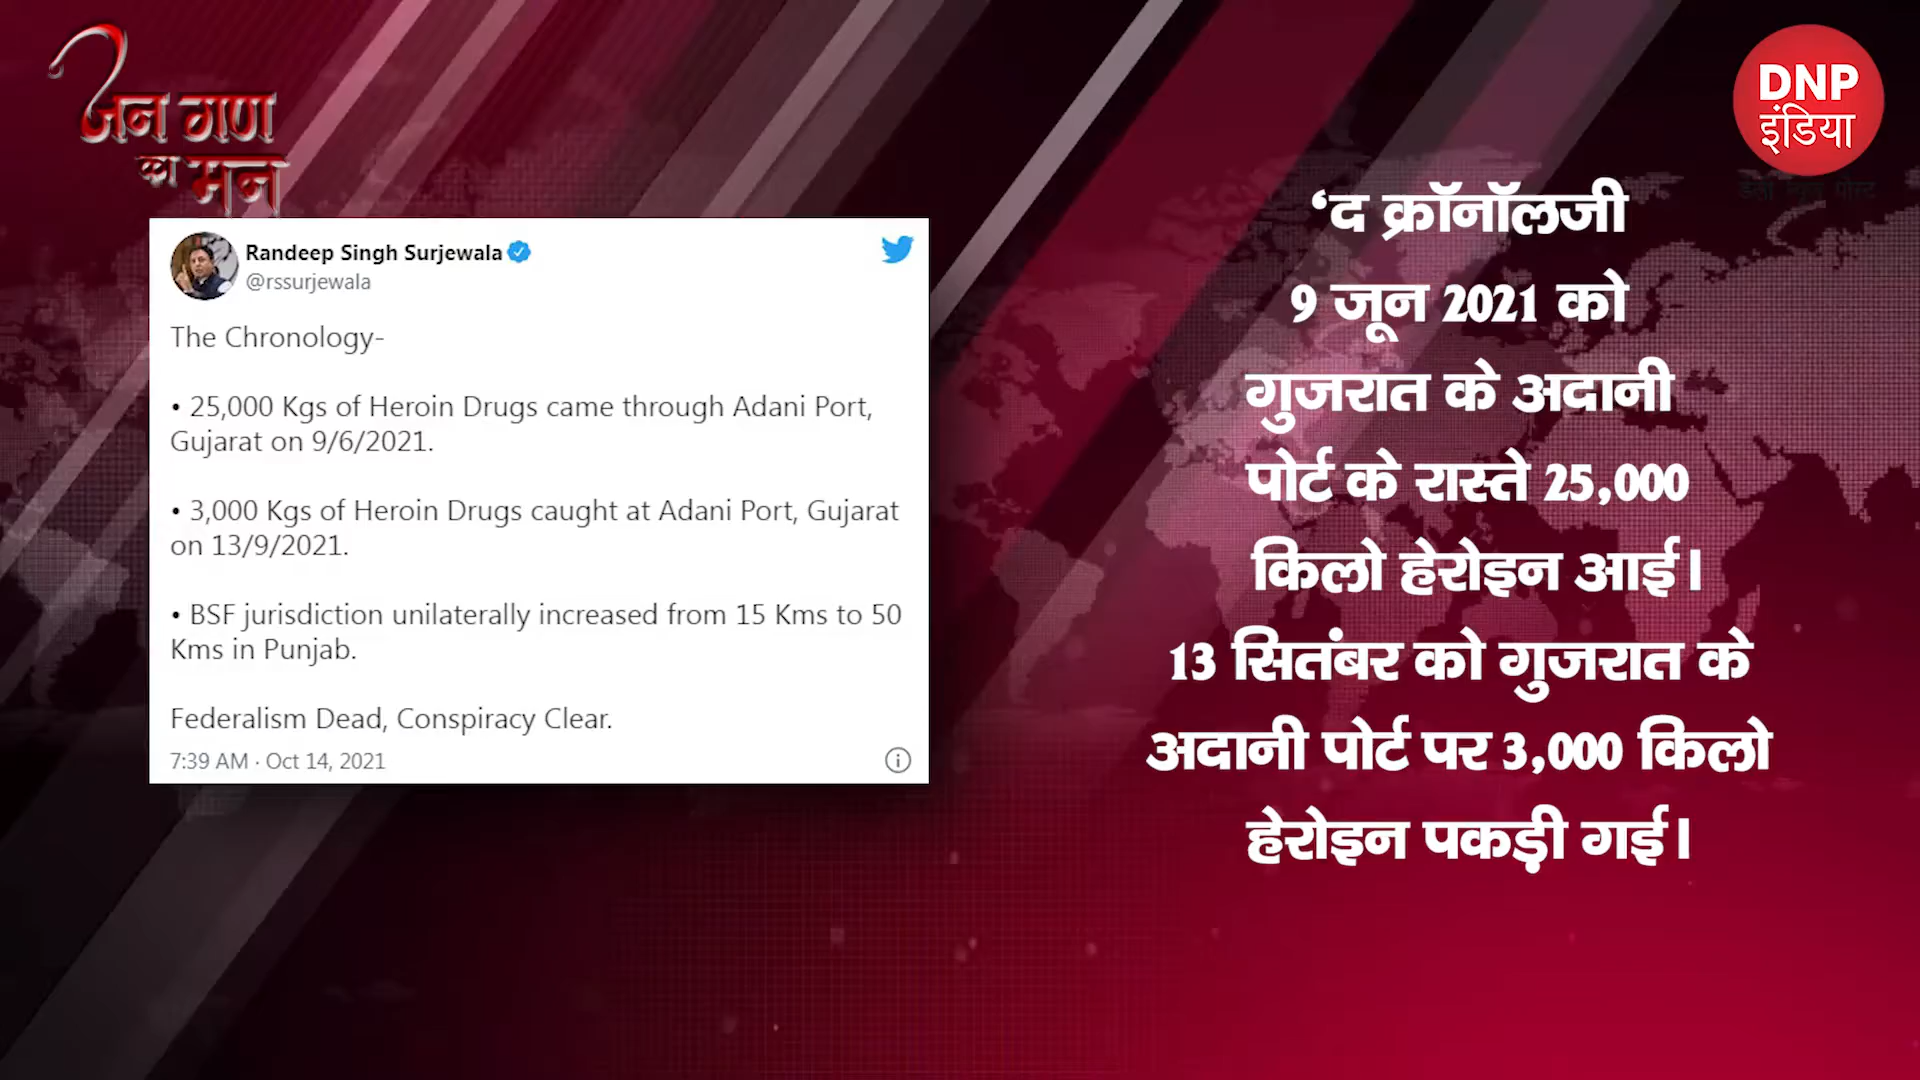 जन गण
का मन
DNP
इंडिया
Randeep Singh Surjewala
@rssurjewala
The Chronology-
• 25,000 Kgs of Heroin Drugs came through Adani Port,
Gujarat on 9/6/2021.
• 3,000 Kgs of Heroin Drugs caught at Adani Port, Gujarat
on 13/9/2021.
• BSF jurisdiction unilaterally increased from 15 Kms to 50
Kms in Punjab.
Federalism Dead, Conspiracy Clear.
7:39 AM · Oct 14, 2021
‘द क्रॉनॉलजी
9 जून 2021 को
गुजरात के अदानी
पोर्ट के रास्ते 25,000
किलो हेरोइन आई।
13 सितंबर को गुजरात के
अदानी पोर्ट पर 3,000 किलो
हेरोइन पकड़ी गई।